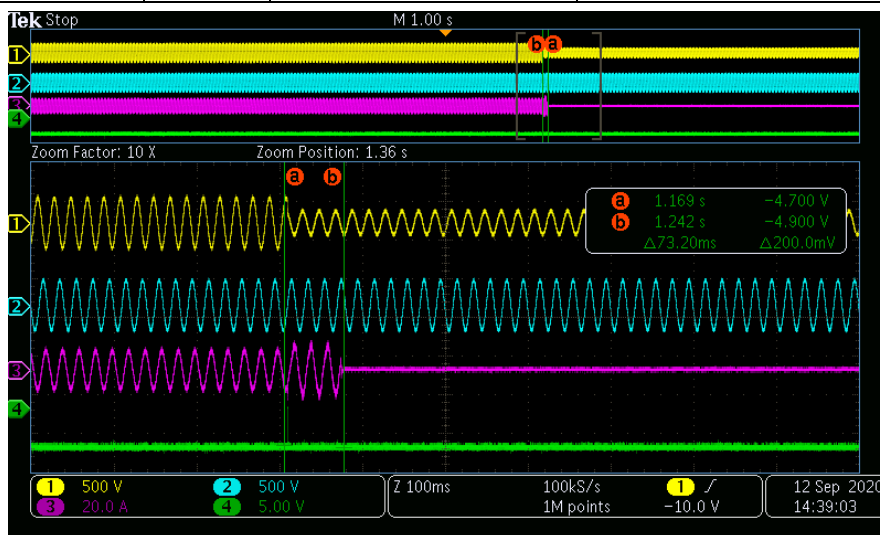 Tek Stop M 1.00 s
b a
1
2
3
4
Zoom Factor: 10 X Zoom Position: 1.36 s
a b
a 1.169 s −4.700 V
b 1.242 s −4.900 V
△73.20ms △200.0mV
1
2
3
4
1 500 V 2 500 V Z 100ms 100kS/s 1 12 Sep 2020
3 20.0 A 4 5.00 V 1M points −10.0 V 14:39:03